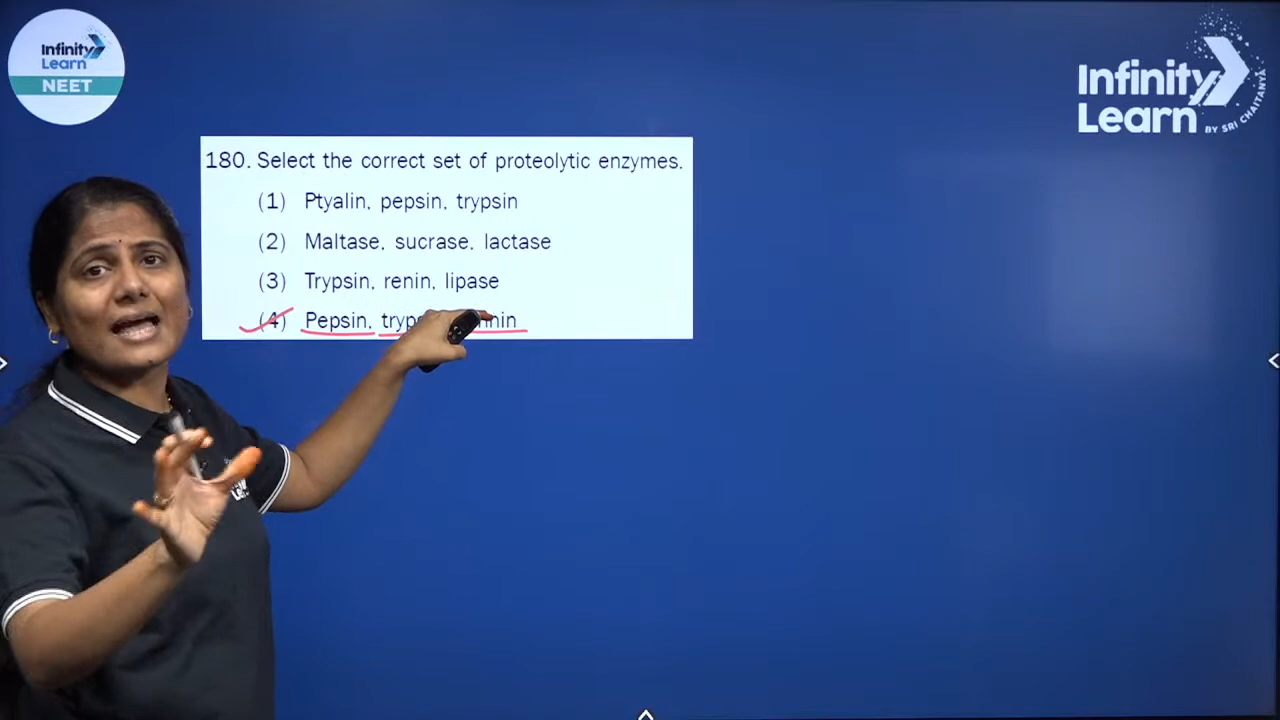 Infinity
Learn
NEET
Infinity
Learn
BY SRI CHAITANYA
180. Select the correct set of proteolytic enzymes.
(1) Ptyalin, pepsin, trypsin
(2) Maltase, sucrase, lactase
(3) Trypsin, renin, lipase
(4) Pepsin,